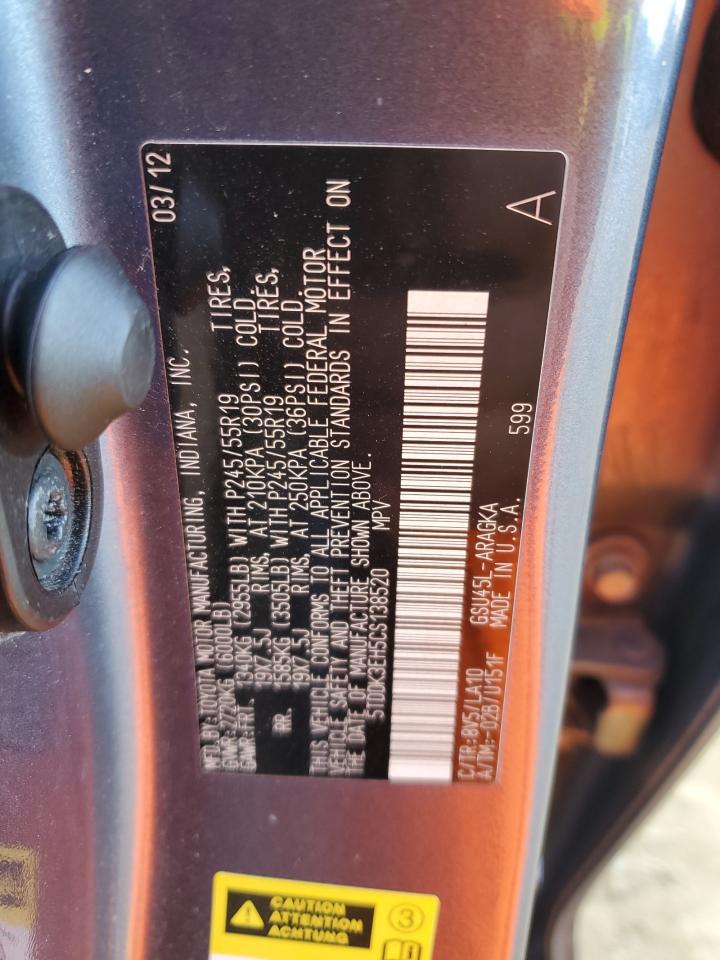 MFD. BY: TOYOTA MOTOR MANUFACTURING, INDIANA, INC. 03/12
GVWR: 2720KG (6000LB)
GAWR: FRT. 1340KG (2955LB) WITH P245/55R19 TIRES,
19X7.5J RIMS, AT 210KPA (30PSI) COLD.
RR. 1585KG (3505LB) WITH P245/55R19 TIRES,
19X7.5J RIMS, AT 250KPA (36PSI) COLD.
THIS VEHICLE CONFORMS TO ALL APPLICABLE FEDERAL MOTOR
VEHICLE SAFETY AND THEFT PREVENTION STANDARDS IN EFFECT ON
THE DATE OF MANUFACTURE SHOWN ABOVE.
5TDDK3EH5CS138520 MPV
C/TR: 8V5/LA10 GSU45L-ARAGKA 599 A
A/TM: -02B/U151F MADE IN U.S.A.
CAUTION
ATTENTION
ACHTUNG
3